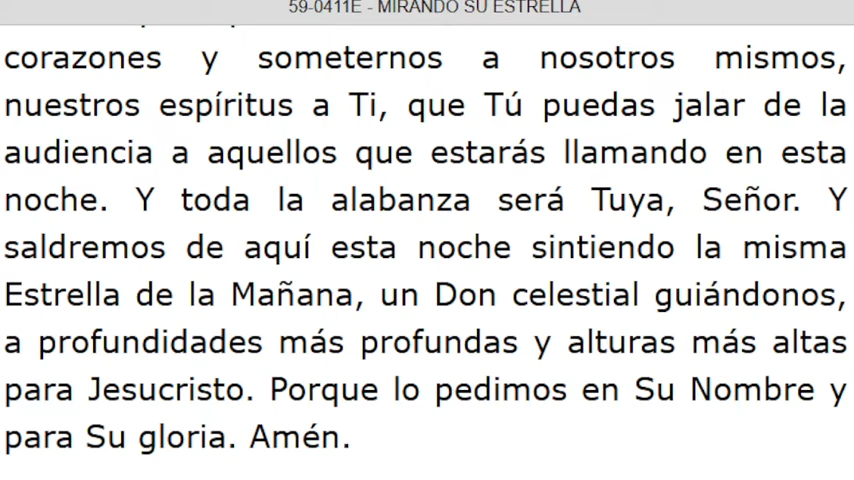 59-0411E - MIRANDO SU ESTRELLA
corazones y someternos a nosotros mismos,
nuestros espíritus a Ti, que Tú puedas jalar de la
audiencia a aquellos que estarás llamando en esta
noche. Y toda la alabanza será Tuya, Señor. Y
saldremos de aquí esta noche sintiendo la misma
Estrella de la Mañana, un Don celestial guiándonos,
a profundidades más profundas y alturas más altas
para Jesucristo. Porque lo pedimos en Su Nombre y
para Su gloria. Amén.